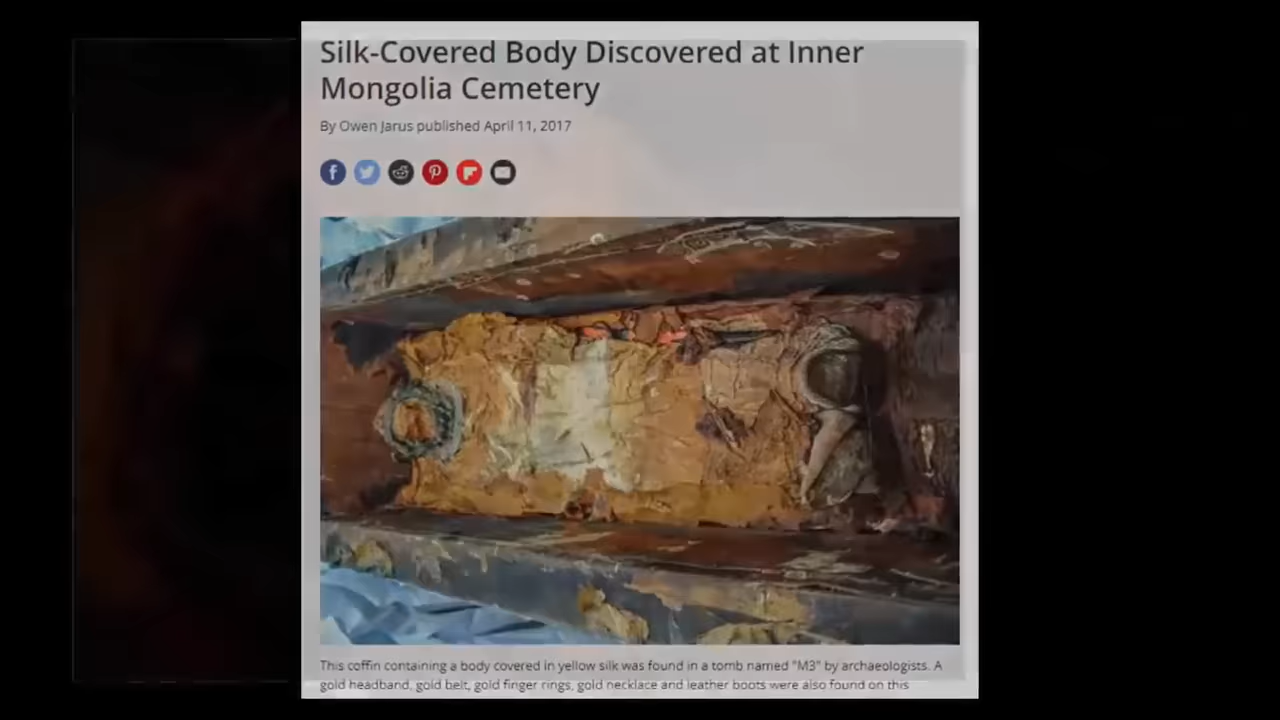 Silk-Covered Body Discovered at Inner
Mongolia Cemetery
By Owen Jarus published April 11, 2017
This coffin containing a body covered in yellow silk was found in a tomb named "M3" by archaeologists. A
gold headband, gold belt, gold finger rings, gold necklace and leather boots were also found on this